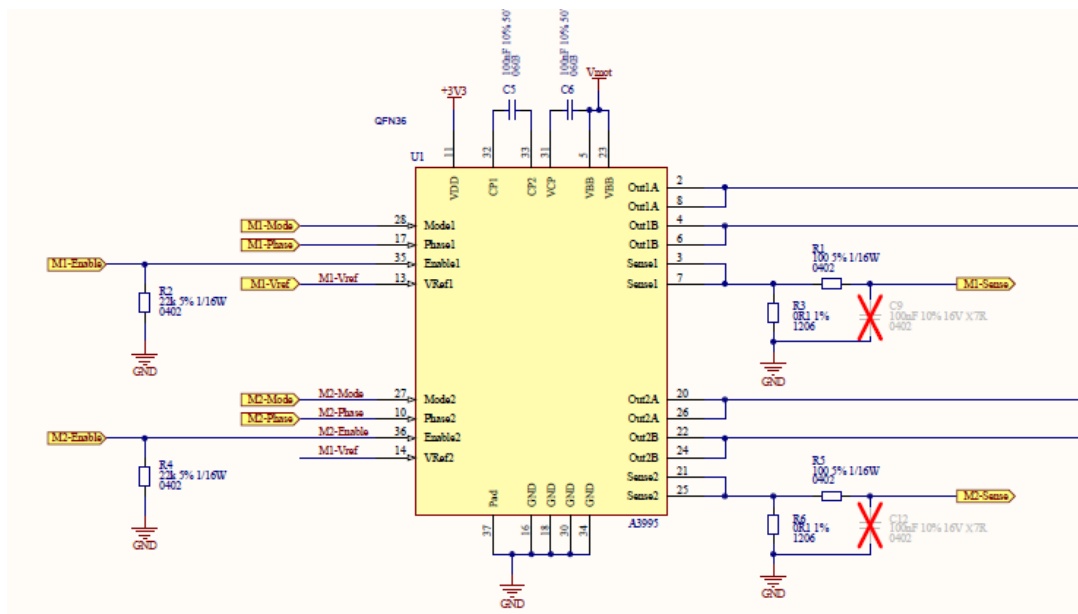 100nF 10% 50V
0603
C5
100nF 10% 50V
0603
C6
Vmot
+3V3
QFN36
U1
11
32
33
31
5
23
VDD
CP1
CP2
VCP
VBB
VBB
M1-Mode
28
Mode1
M1-Phase
17
Phase1
M1-Enable
35
Enable1
M1-Vref
M1-Vref
13
VRef1
R2
22k 5% 1/16W
0402
GND
Out1A
2
Out1A
8
Out1B
4
Out1B
6
Sense1
3
Sense1
7
R1
100 5% 1/16W
0402
M1-Sense
R3
0R1 1%
1206
C9
100nF 10% 16V X7R
0402
GND
M2-Mode
M2-Mode
27
Mode2
M2-Phase
M2-Phase
10
Phase2
M2-Enable
M2-Enable
36
Enable2
M1-Vref
14
VRef2
R4
22k 5% 1/16W
0402
GND
Out2A
20
Out2A
26
Out2B
22
Out2B
24
Sense2
21
Sense2
25
R5
100 5% 1/16W
0402
M2-Sense
R6
0R1 1%
1206
C12
100nF 10% 16V X7R
0402
GND
Pad
GND
GND
GND
GND
A3995
37
16
18
30
34
GND